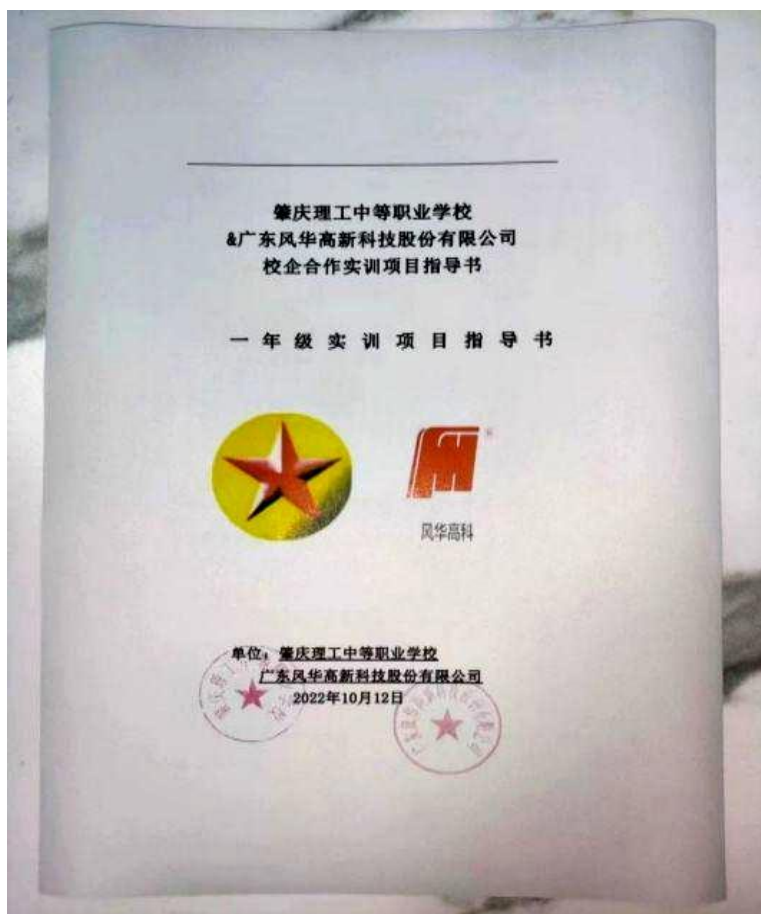 肇庆理工中等职业学校
&广东风华高新科技股份有限公司
校企合作实训项目指导书
一年级实训项目指导书
®
风华高科
单位：肇庆理工中等职业学校
广东风华高新科技股份有限公司
2022年10月12日